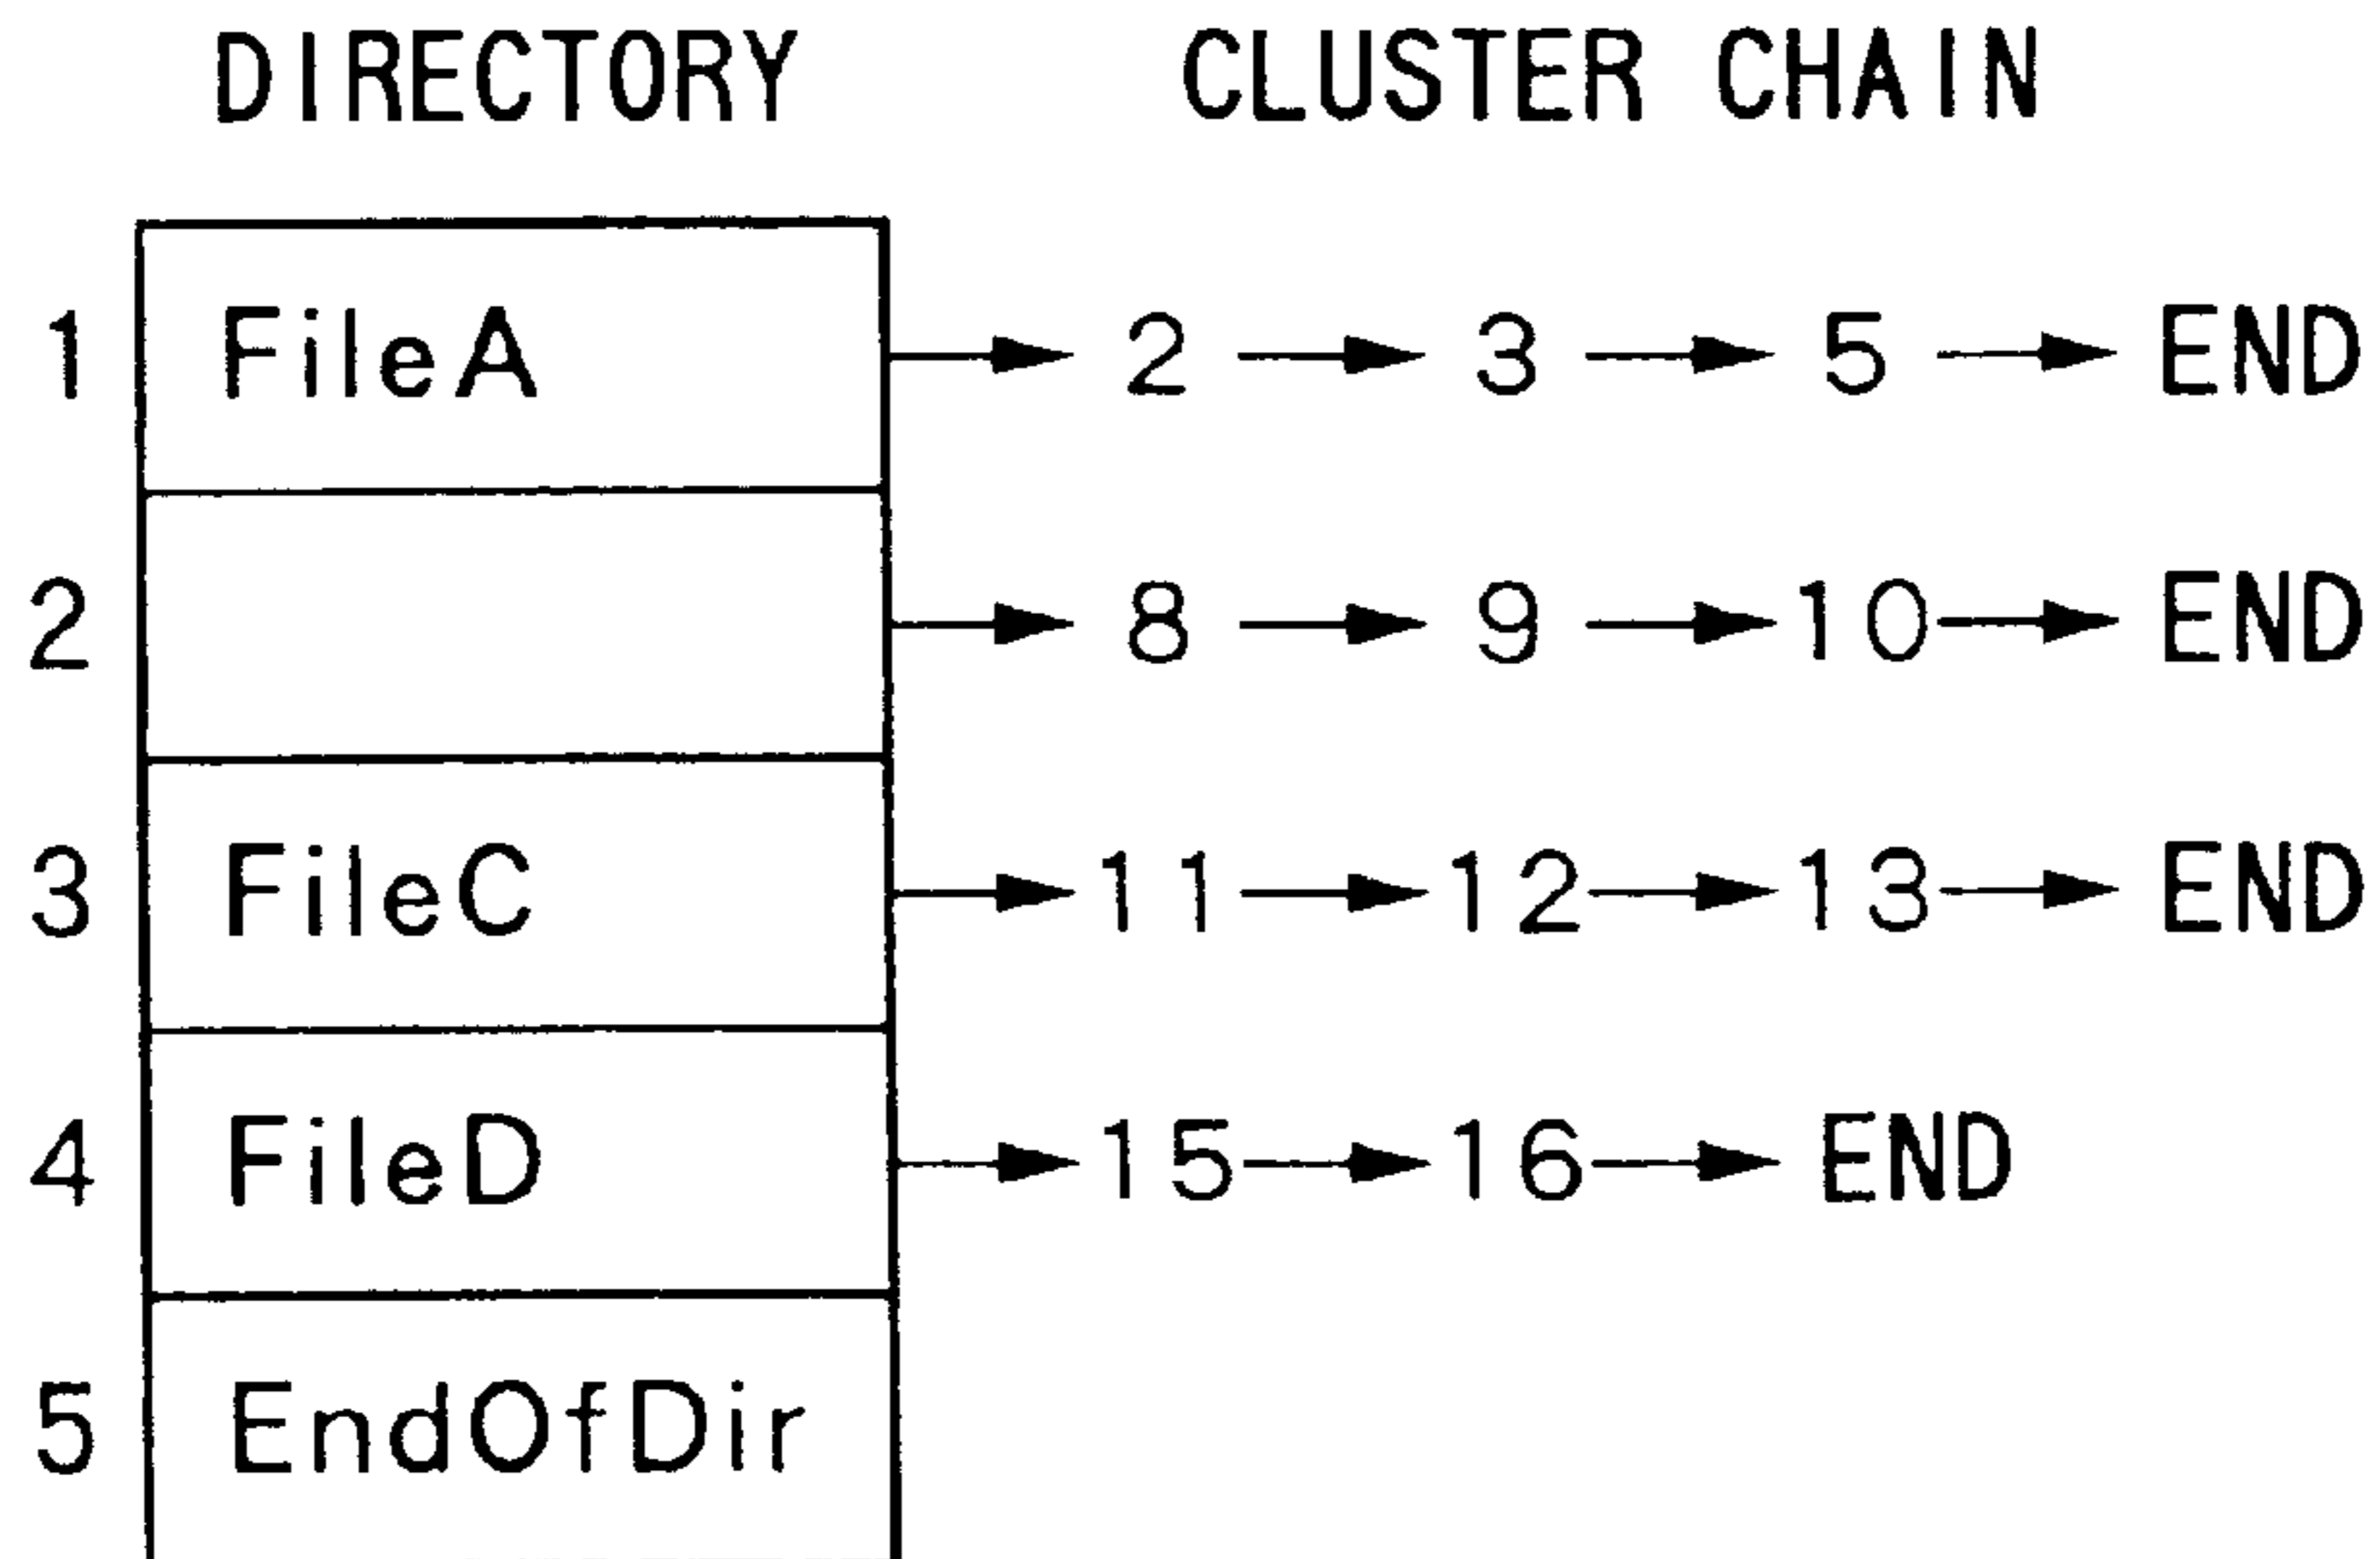 DIRECTORY CLUSTER CHAIN
1 FileA 2 3 5 END
2 8 9 10 END
3 FileC 11 12 13 END
4 FileD 15 16 END
5 EndOfDir